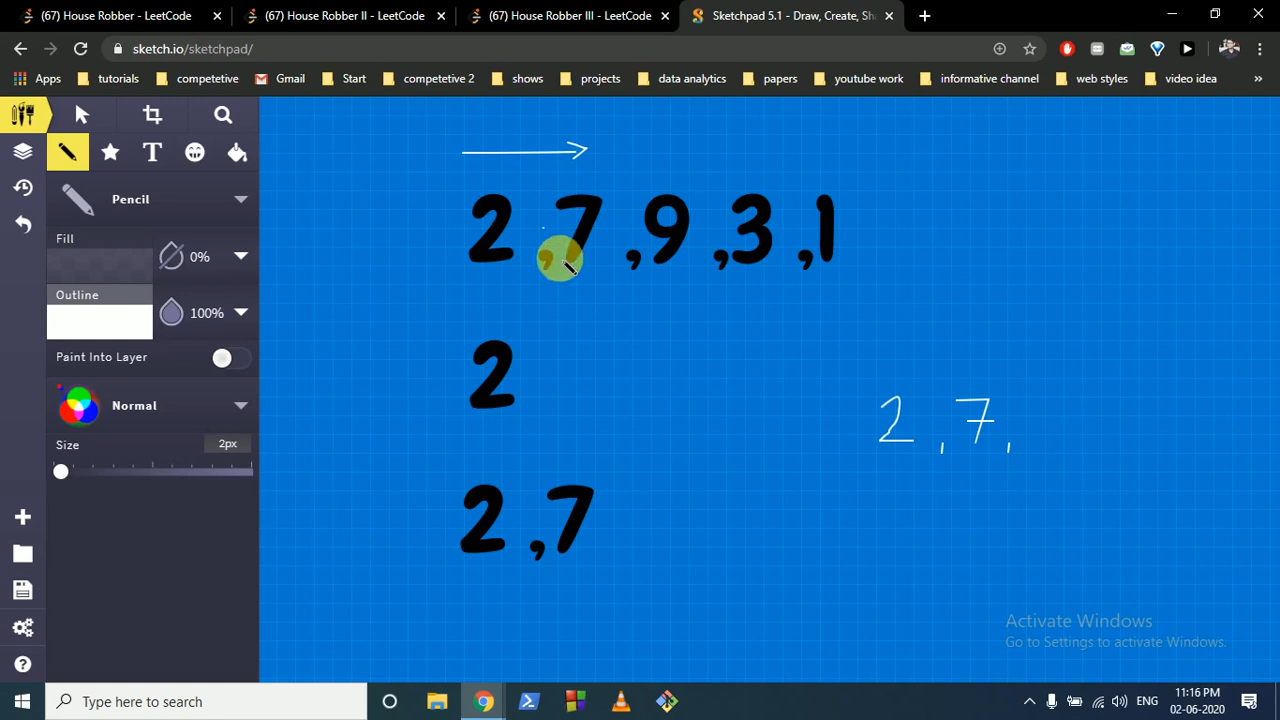 (67) House Robber - LeetCode
(67) House Robber II - LeetCode
(67) House Robber III - LeetCode
Sketchpad 5.1 - Draw, Create, Sh
sketch.io/sketchpad/
Apps
tutorials
competetive
Gmail
Start
competetive 2
shows
projects
data analytics
papers
youtube work
informative channel
web styles
video idea
»
Pencil
Fill
0%
Outline
100%
Paint Into Layer
Normal
Size
2px
2 ,7 ,9 ,3 ,1
2
2 ,7,
2 ,7
Activate Windows
Go to Settings to activate Windows.
Type here to search
ENG
11:16 PM
02-06-2020